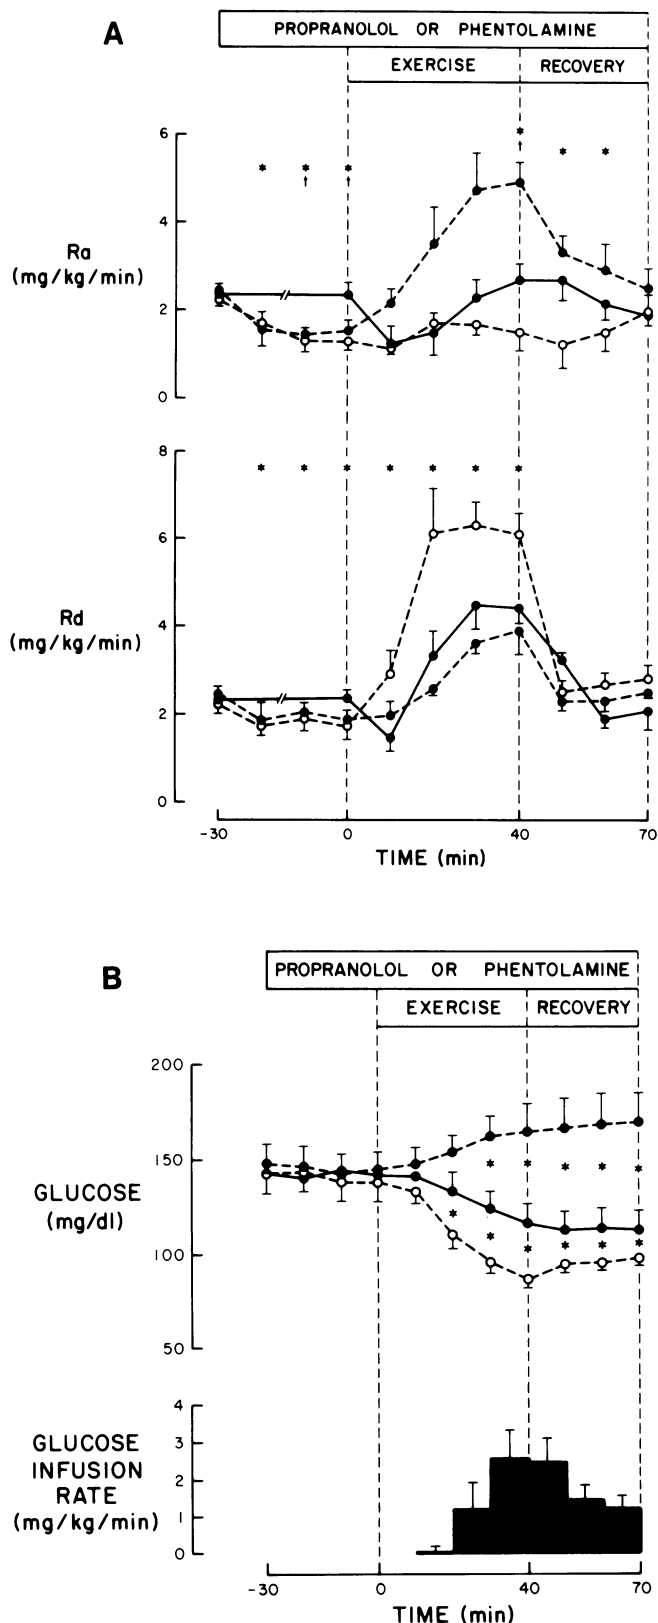 A
PROPRANOLOL OR PHENTOLAMINE
EXERCISE RECOVERY
6
4
Ra
(mg/kg/min)
2
0
8
6
Rd
(mg/kg/min)
4
2
0
-30 0 40 70
TIME (min)
B
PROPRANOLOL OR PHENTOLAMINE
EXERCISE RECOVERY
200
150
GLUCOSE
(mg/dl)
100
50
4
GLUCOSE
INFUSION
RATE
(mg/kg/min)
3
2
1
0
-30 0 40 70
TIME (min)